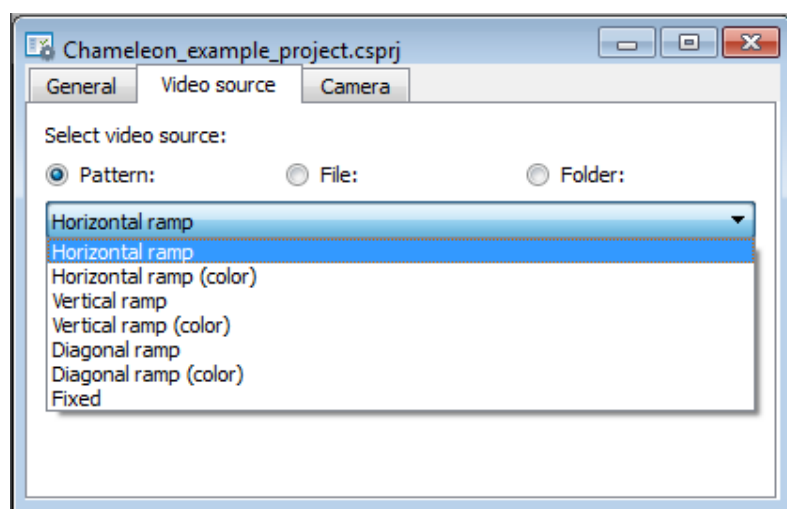 Chameleon_example_project.csprj
General Video source Camera
Select video source:
Pattern: File: Folder:
Horizontal ramp
Horizontal ramp
Horizontal ramp (color)
Vertical ramp
Vertical ramp (color)
Diagonal ramp
Diagonal ramp (color)
Fixed